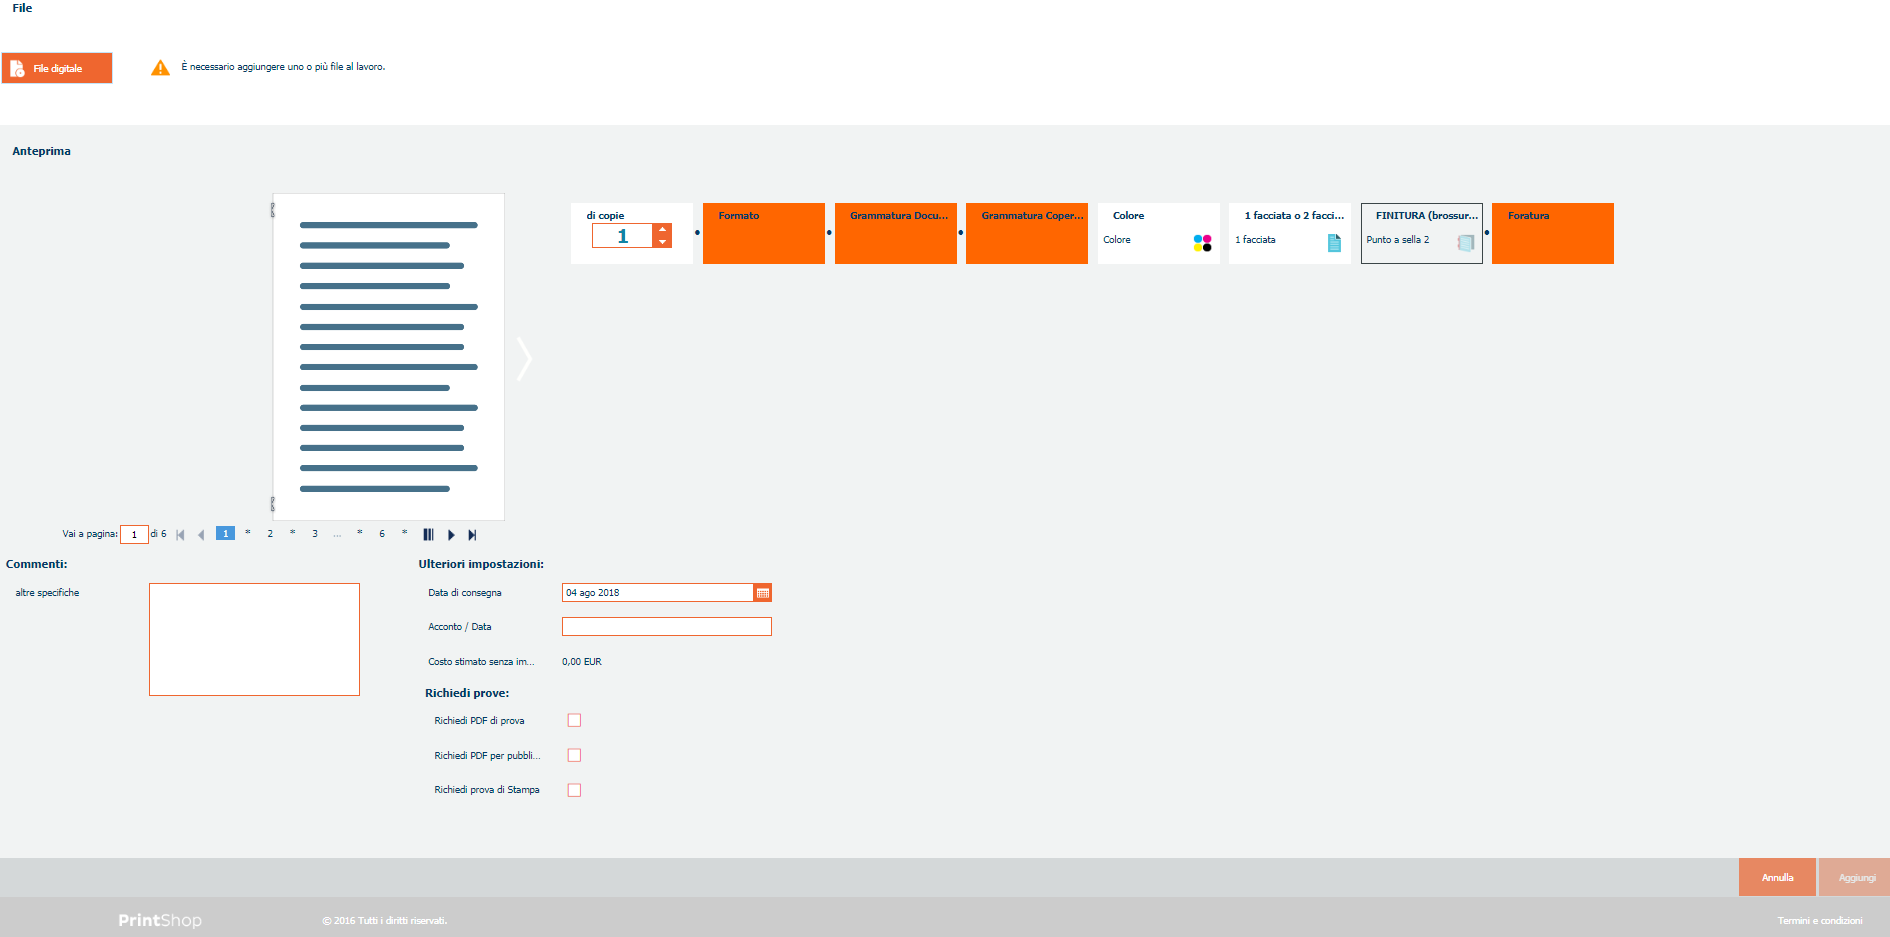 File
File digitale
È necessario aggiungere uno o più file al lavoro.
Anteprima
di copie
1
Formato
Grammatura Docu...
Grammatura Coper...
Colore
Colore
1 facciata o 2 facci...
1 facciata
FINITURA (brossur...
Punto a sella 2
Foratura
Vai a pagina: 1 di 6 1 * 2 * 3 ... * 6 *
Commenti:
altre specifiche
Ulteriori impostazioni:
Data di consegna 04 ago 2018
Acconto / Data
Costo stimato senza im... 0,00 EUR
Richiedi prove:
Richiedi PDF di prova
Richiedi PDF per pubbli...
Richiedi prova di Stampa
Annulla
Aggiungi
PrintShop
© 2016 Tutti i diritti riservati.
Termini e condizioni